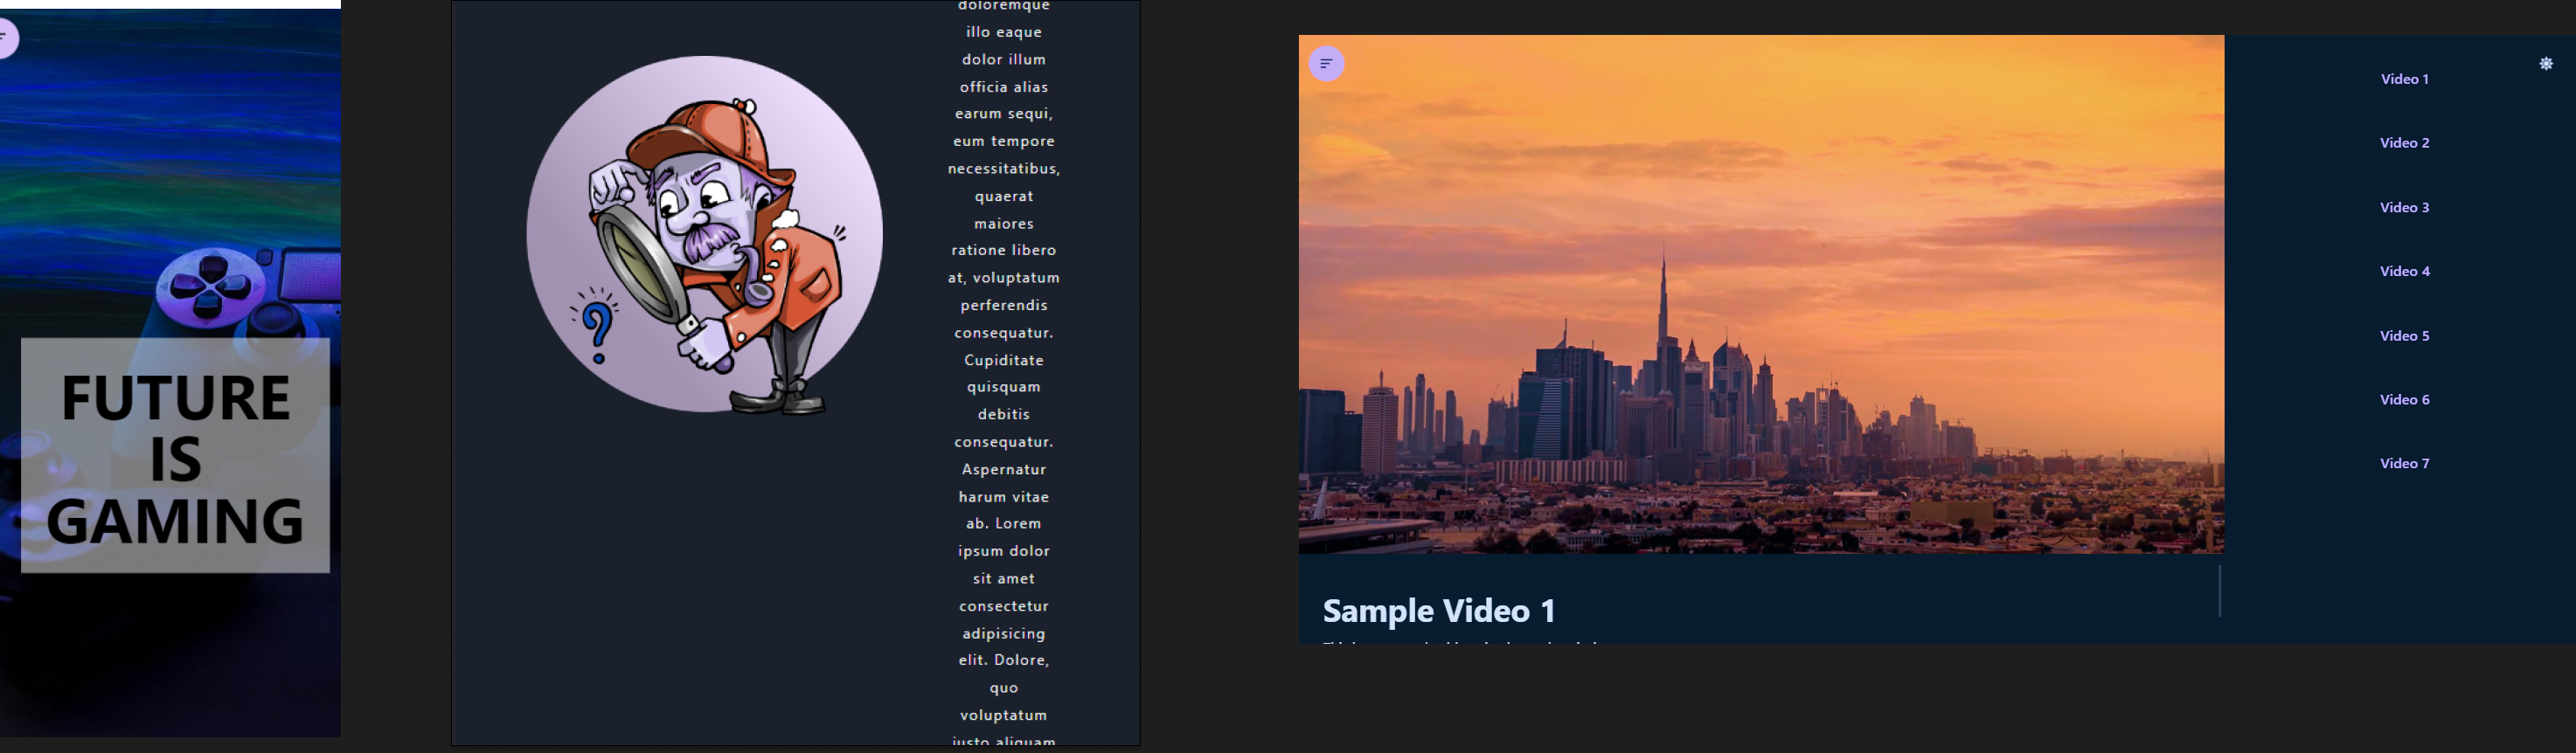 FUTURE
IS
GAMING
doloremque
illo eaque
dolor illum
officia alias
earum sequi,
eum tempore
necessitatibus,
quaerat
maiores
ratione libero
at, voluptatum
perferendis
consequatur.
Cupiditate
quisquam
debitis
consequatur.
Aspernatur
harum vitae
ab. Lorem
ipsum dolor
sit amet
consectetur
adipisicing
elit. Dolore,
quo
voluptatum
iusto aliquam
?
Sample Video 1
Video 1
Video 2
Video 3
Video 4
Video 5
Video 6
Video 7